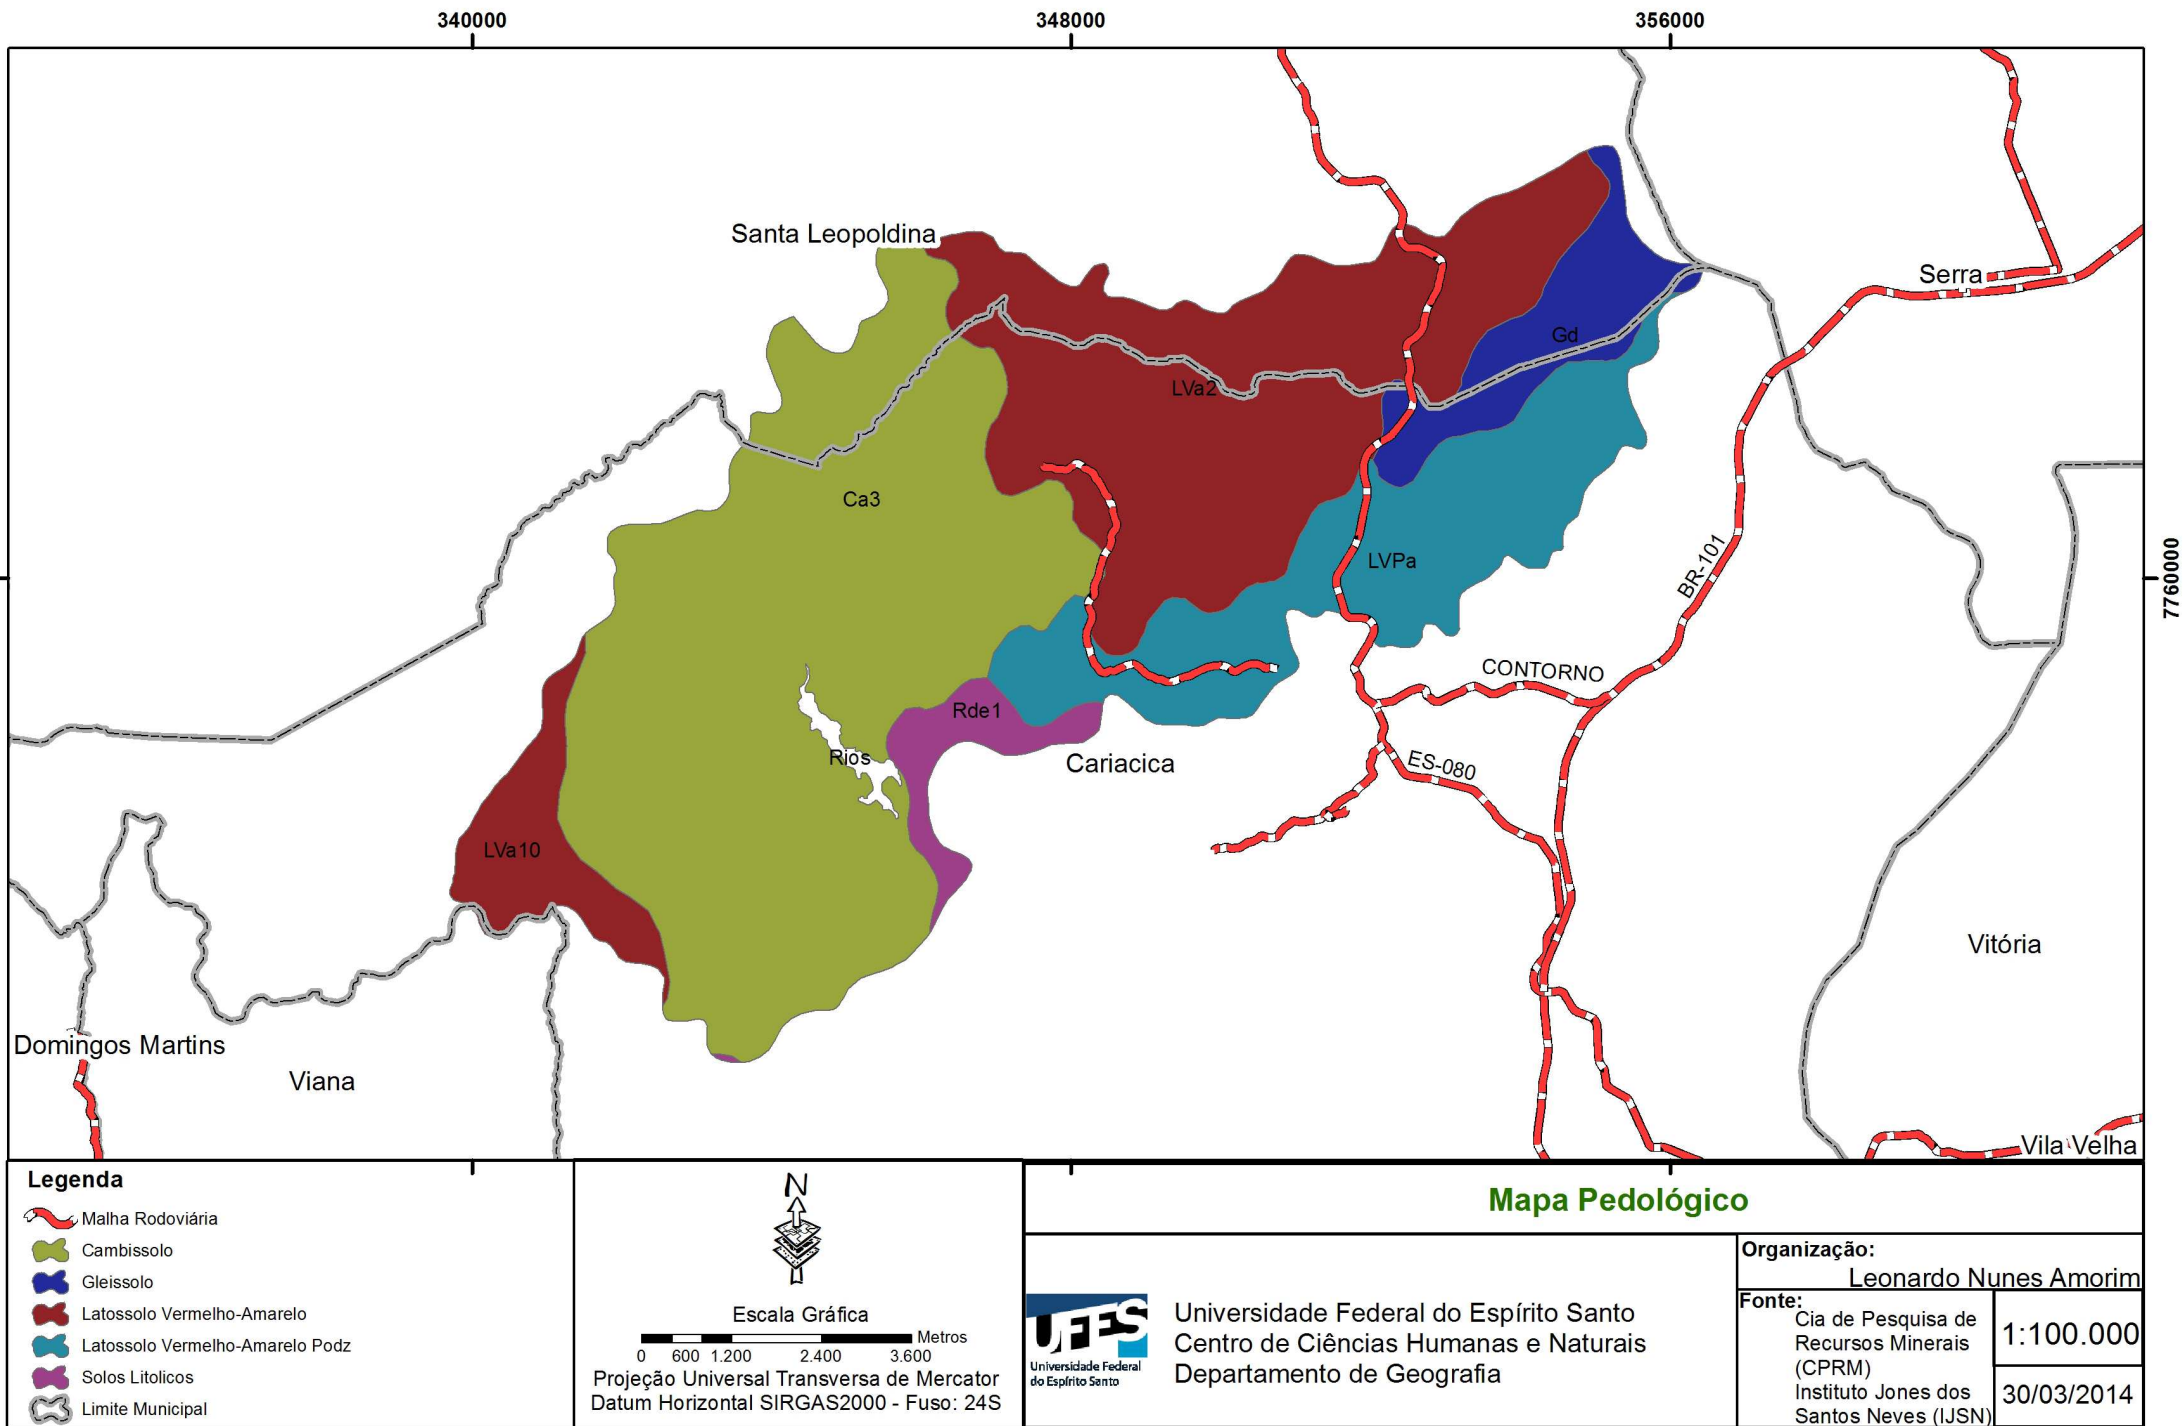 340000
348000
356000
Santa Leopoldina
Serra
Gd
LVa2
Ca3
BR-101
7760000
LVPa
CONTORNO
Rde1
Rios
Cariacica
ES-080
LVa10
Vitória
Domingos Martins
Viana
Vila Velha
Legenda
Malha Rodoviária
Cambissolo
Gleissolo
Latossolo Vermelho-Amarelo
Latossolo Vermelho-Amarelo Podz
Solos Litolicos
Limite Municipal
N
Escala Gráfica
Metros
0 600 1.200 2.400 3.600
Projeção Universal Transversa de Mercator
Datum Horizontal SIRGAS2000 - Fuso: 24S
Mapa Pedológico
UFES
Universidade Federal
do Espírito Santo
Universidade Federal do Espírito Santo
Centro de Ciências Humanas e Naturais
Departamento de Geografia
Organização:
Leonardo Nunes Amorim
Fonte:
Cia de Pesquisa de
Recursos Minerais
(CPRM)
Instituto Jones dos
Santos Neves (IJSN)
1:100.000
30/03/2014